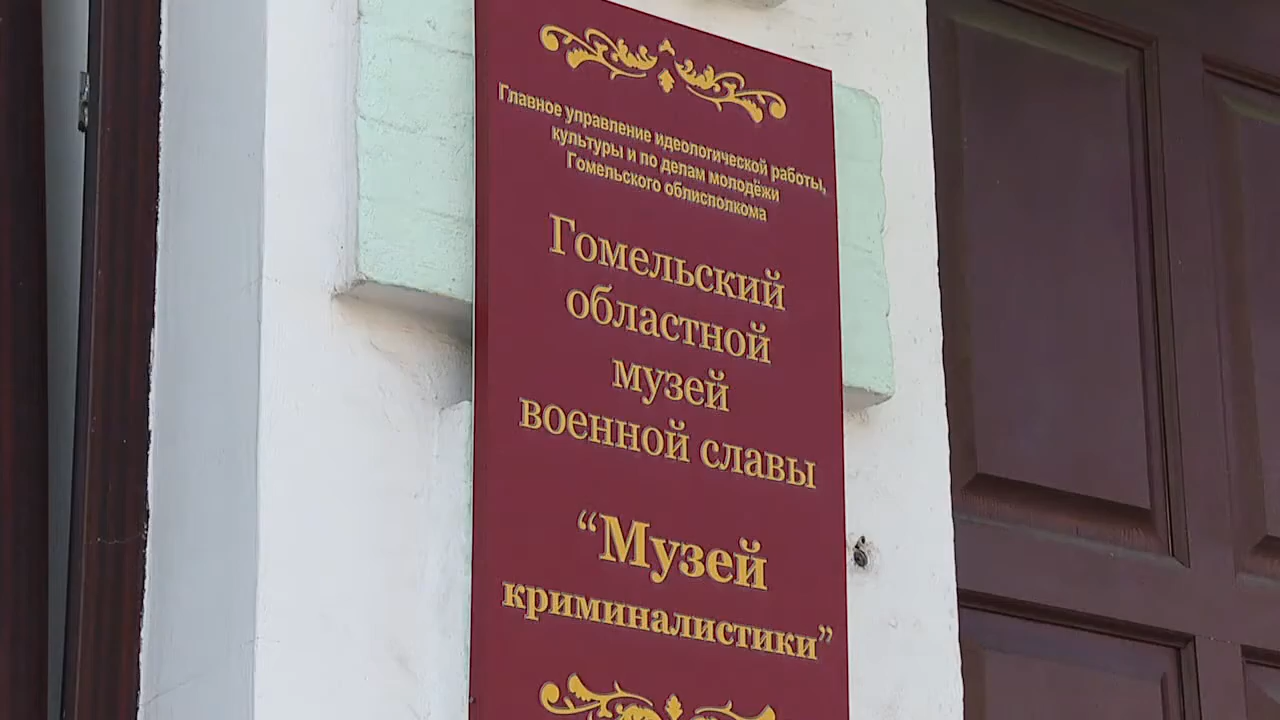 Главное управление идеологической работы,
культуры и по делам молодёжи
Гомельского облисполкома
Гомельский
областной
музей
военной славы
“Музей
криминалистики”